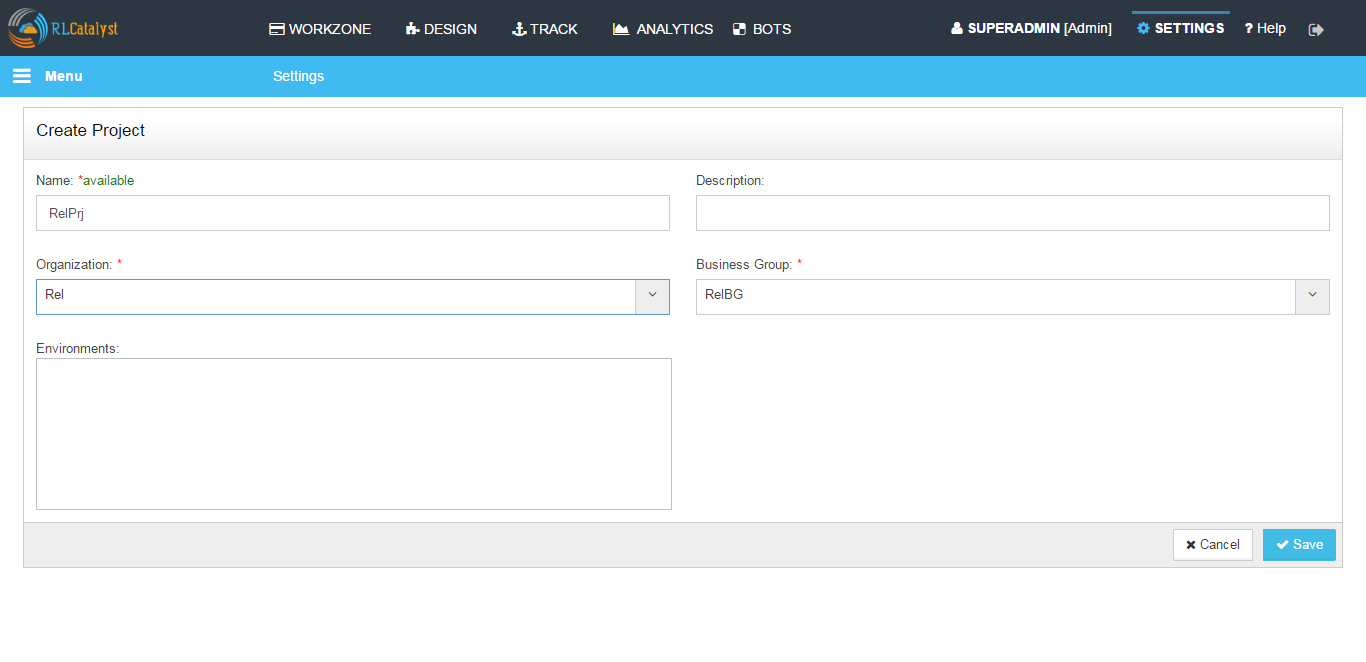 RLCatalyst WORKZONE DESIGN TRACK ANALYTICS BOTS SUPERADMIN [Admin] SETTINGS ? Help
Menu Settings
Create Project
Name: *available Description:
RelPrj
Organization: * Business Group: *
Rel RelBG
Environments:
Cancel Save